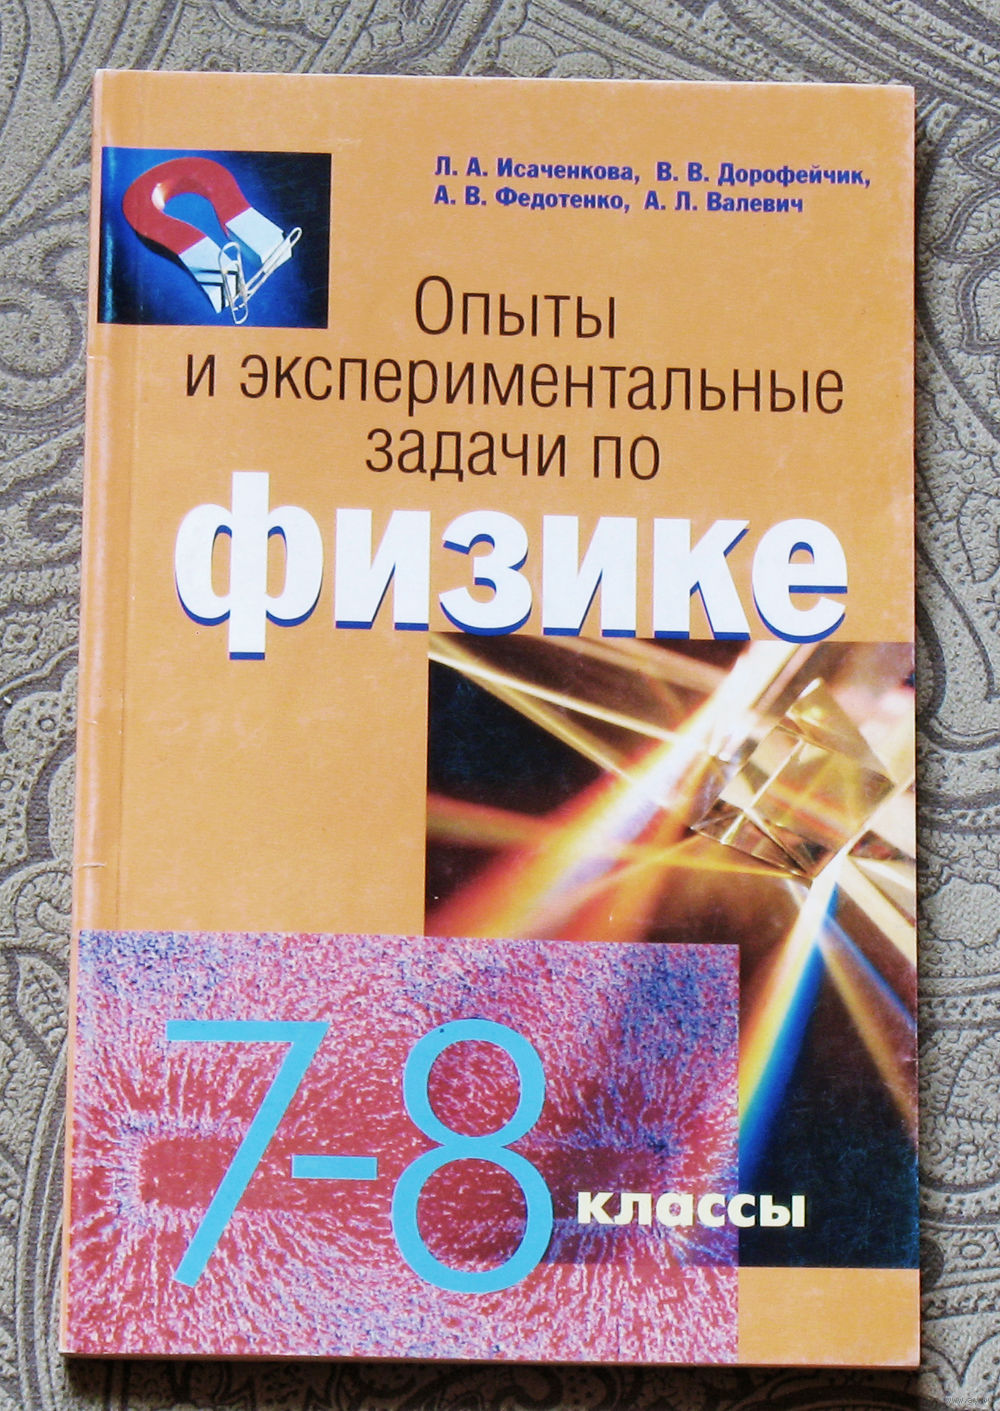 Л. А. Исаченкова, В. В. Дорофейчик,
А. В. Федотенко, А. Л. Валевич
Опыты
и экспериментальные
задачи по
физике
7–8 классы